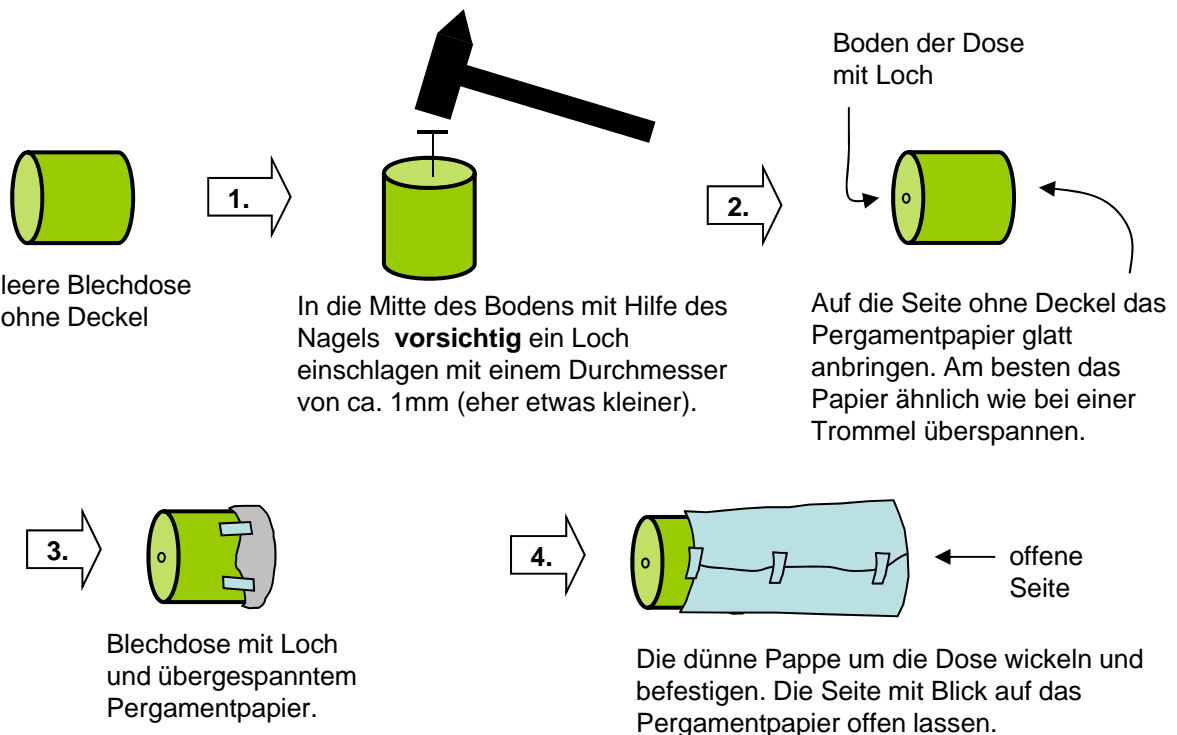 Boden der Dose
mit Loch
1.
2.
leere Blechdose
ohne Deckel
In die Mitte des Bodens mit Hilfe des
Nagels vorsichtig ein Loch
einschlagen mit einem Durchmesser
von ca. 1mm (eher etwas kleiner).
Auf die Seite ohne Deckel das
Pergamentpapier glatt
anbringen. Am besten das
Papier ähnlich wie bei einer
Trommel überspannen.
3.
4.
offene
Seite
Blechdose mit Loch
und übergespanntem
Pergamentpapier.
Die dünne Pappe um die Dose wickeln und
befestigen. Die Seite mit Blick auf das
Pergamentpapier offen lassen.